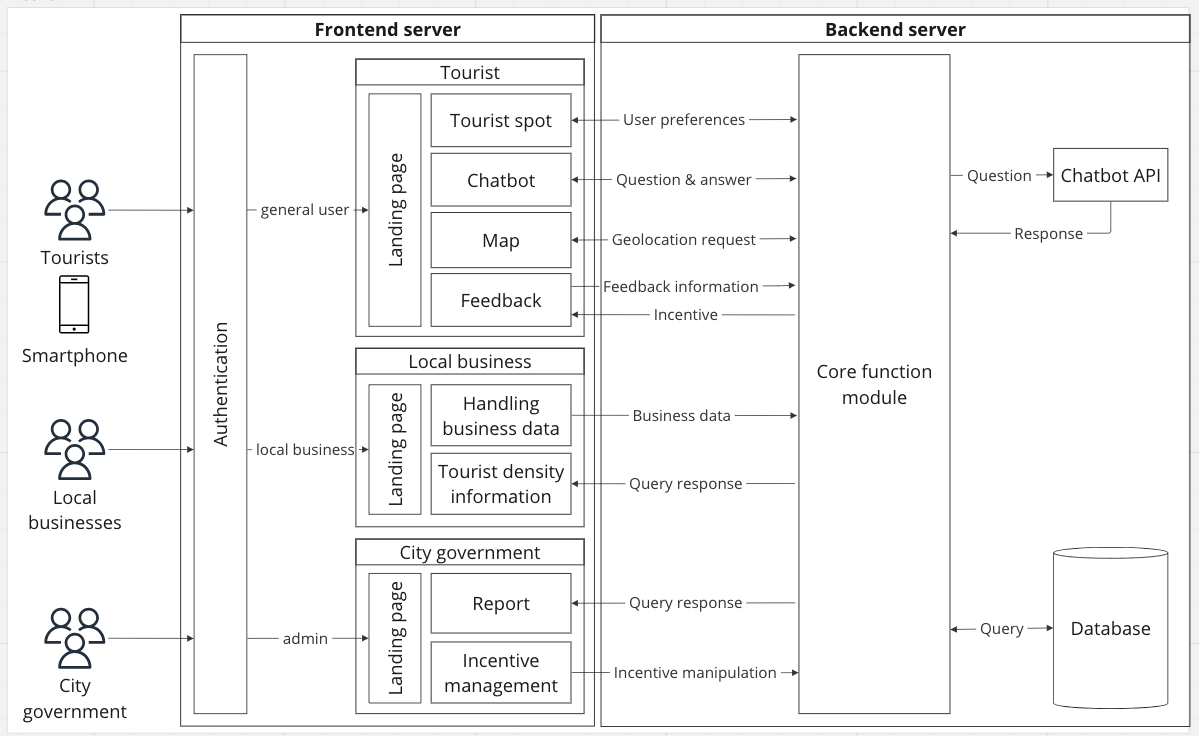 Frontend server
Backend server
Tourist
Landing page
Tourist spot
Chatbot
Map
Feedback
User preferences
Question & answer
Geolocation request
Feedback information
Incentive
Question
Chatbot API
Response
Tourists
Smartphone
general user
Authentication
Core function
module
Local business
Landing page
Handling
business data
Tourist density
information
Business data
Query response
Local
businesses
local business
City government
Landing page
Report
Incentive
management
Query response
Incentive manipulation
Query
Database
City
government
admin